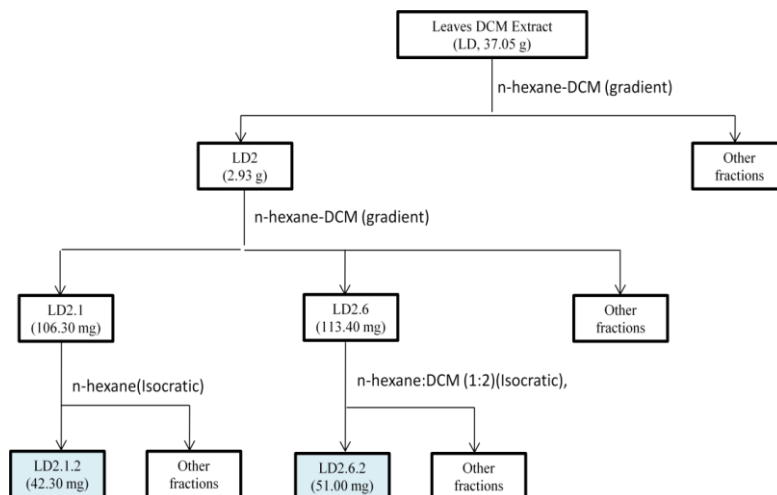 Leaves DCM Extract
(LD, 37.05 g)
n-hexane-DCM (gradient)
LD2
(2.93 g)
Other
fractions
n-hexane-DCM (gradient)
LD2.1
(106.30 mg)
LD2.6
(113.40 mg)
Other
fractions
n-hexane(Isocratic)
n-hexane:DCM (1:2)(Isocratic),
LD2.1.2
(42.30 mg)
Other
fractions
LD2.6.2
(51.00 mg)
Other
fractions